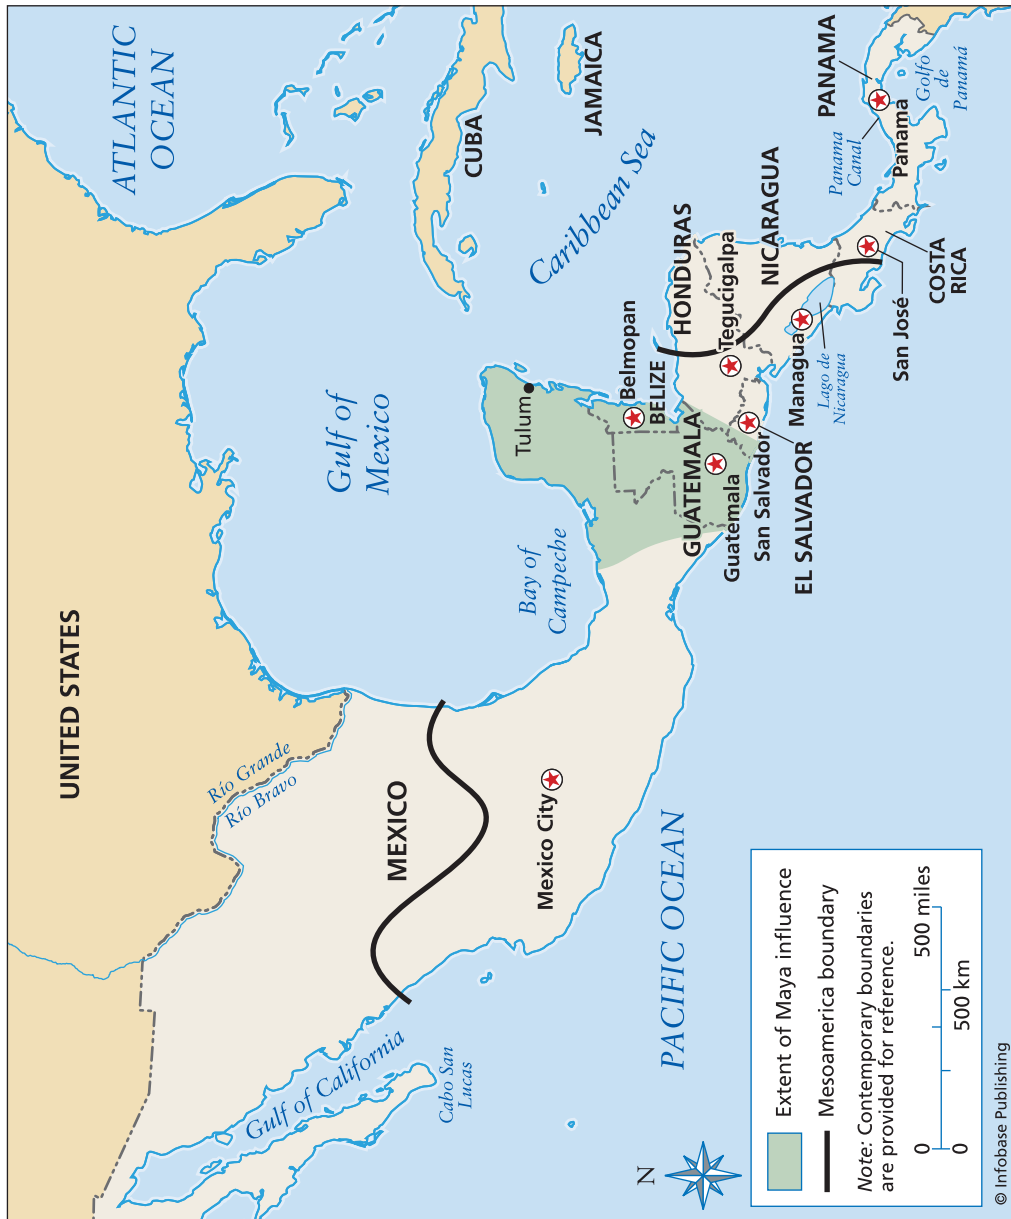 ATLANTIC
OCEAN
UNITED STATES
Río Grande
Río Bravo
Gulf of
Mexico
CUBA
JAMAICA
MEXICO
Gulf of California
Cabo San
Lucas
Bay of
Campeche
Tulum
Caribbean Sea
Mexico City
Belmopan
BELIZE
GUATEMALA
Guatemala
HONDURAS
Tegucigalpa
San Salvador
EL SALVADOR
NICARAGUA
Managua
Lago de
Nicaragua
San José
COSTA
RICA
PANAMA
Panama
Canal
Panama
Golfo
de
Panamá
PACIFIC OCEAN
N
Extent of Maya influence
Mesoamerica boundary
Note: Contemporary boundaries
are provided for reference.
0 500 miles
0 500 km
© Infobase Publishing